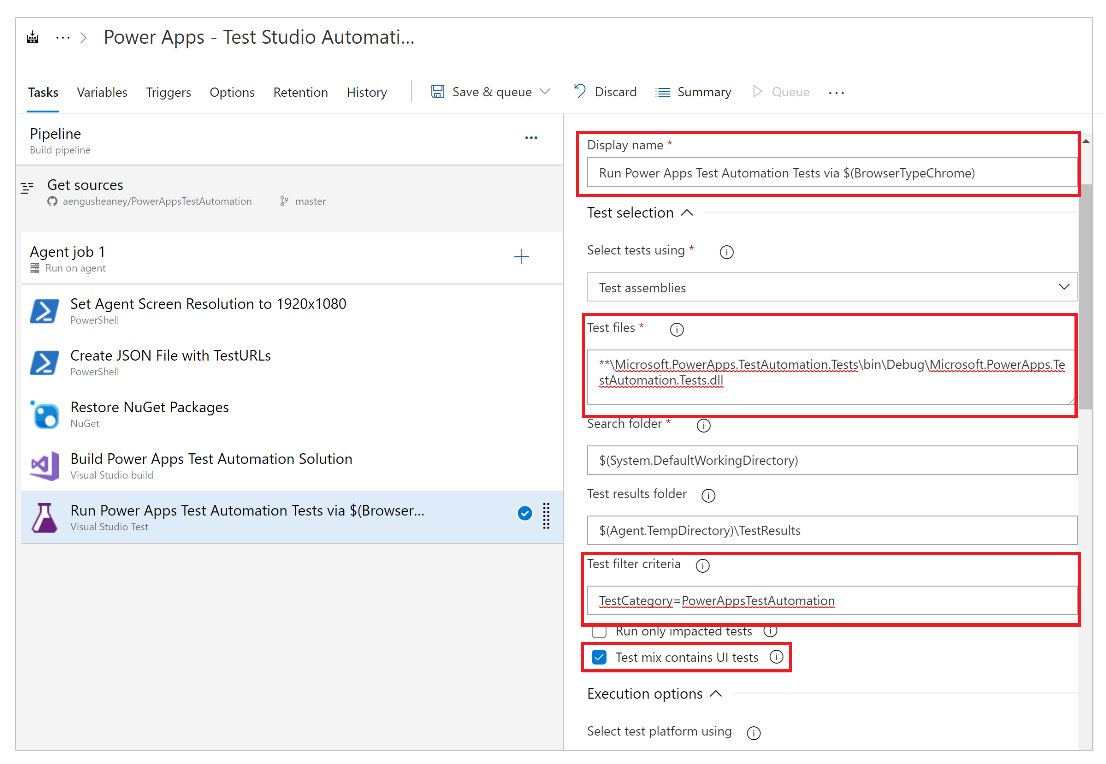 Power Apps - Test Studio Automati...
Tasks Variables Triggers Options Retention History Save & queue Discard Summary Queue ...
Pipeline
Build pipeline
Get sources
aengusheaney/PowerAppsTestAutomation master
Agent job 1
Run on agent
Set Agent Screen Resolution to 1920x1080
PowerShell
Create JSON File with TestURLs
PowerShell
Restore NuGet Packages
NuGet
Build Power Apps Test Automation Solution
Visual Studio build
Run Power Apps Test Automation Tests via $(Browser...
Visual Studio Test
Display name *
Run Power Apps Test Automation Tests via $(BrowserTypeChrome)
Test selection
Select tests using *
Test assemblies
Test files *
**\Microsoft.PowerApps.TestAutomation.Tests\bin\Debug\Microsoft.PowerApps.Te
stAutomation.Tests.dll
Search folder *
$(System.DefaultWorkingDirectory)
Test results folder
$(Agent.TempDirectory)\TestResults
Test filter criteria
TestCategory=PowerAppsTestAutomation
Run only impacted tests
Test mix contains UI tests
Execution options
Select test platform using